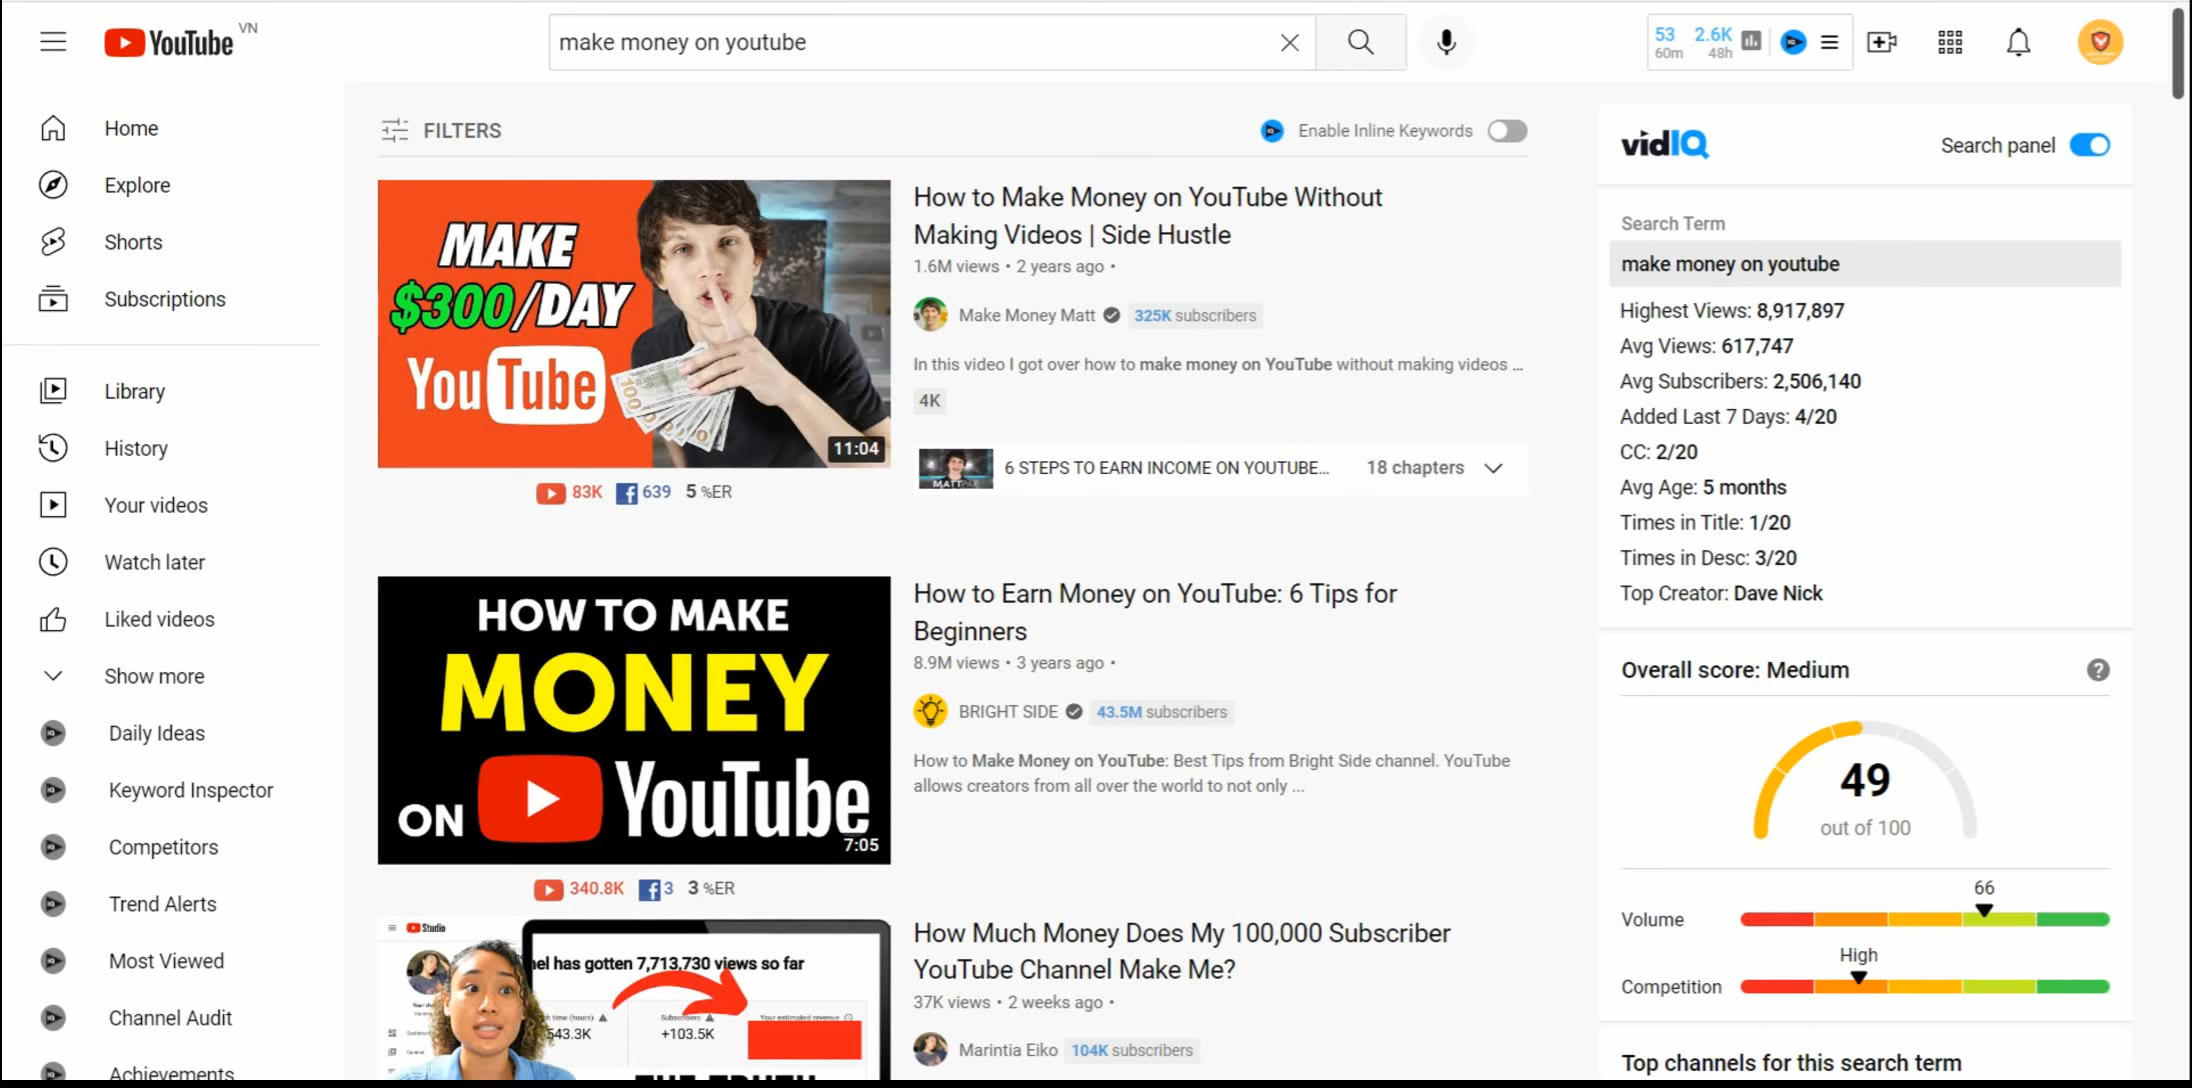 YouTube VN
make money on youtube
53 2.6K
60m 48h
Home
Explore
Shorts
Subscriptions
Library
History
Your videos
Watch later
Liked videos
Show more
Daily Ideas
Keyword Inspector
Competitors
Trend Alerts
Most Viewed
Channel Audit
Achievements
FILTERS
Enable Inline Keywords
MAKE
$300/DAY
YouTube
100
11:04
83K 639 5 %ER
How to Make Money on YouTube Without
Making Videos | Side Hustle
1.6M views • 2 years ago •
Make Money Matt 325K subscribers
In this video I got over how to make money on YouTube without making videos ...
4K
6 STEPS TO EARN INCOME ON YOUTUBE... 18 chapters
HOW TO MAKE
MONEY
ON YouTube
7:05
340.8K 3 3 %ER
How to Earn Money on YouTube: 6 Tips for
Beginners
8.9M views • 3 years ago •
BRIGHT SIDE 43.5M subscribers
How to Make Money on YouTube: Best Tips from Bright Side channel. YouTube
allows creators from all over the world to not only ...
Studio
nel has gotten 7,713,730 views so far
h time (hours) Subscribers Your estimated revenue
543.3K +103.5K
How Much Money Does My 100,000 Subscriber
YouTube Channel Make Me?
37K views • 2 weeks ago •
Marintia Eiko 104K subscribers
vidIQ
Search panel
Search Term
make money on youtube
Highest Views: 8,917,897
Avg Views: 617,747
Avg Subscribers: 2,506,140
Added Last 7 Days: 4/20
CC: 2/20
Avg Age: 5 months
Times in Title: 1/20
Times in Desc: 3/20
Top Creator: Dave Nick
Overall score: Medium
49
out of 100
66
Volume
High
Competition
Top channels for this search term